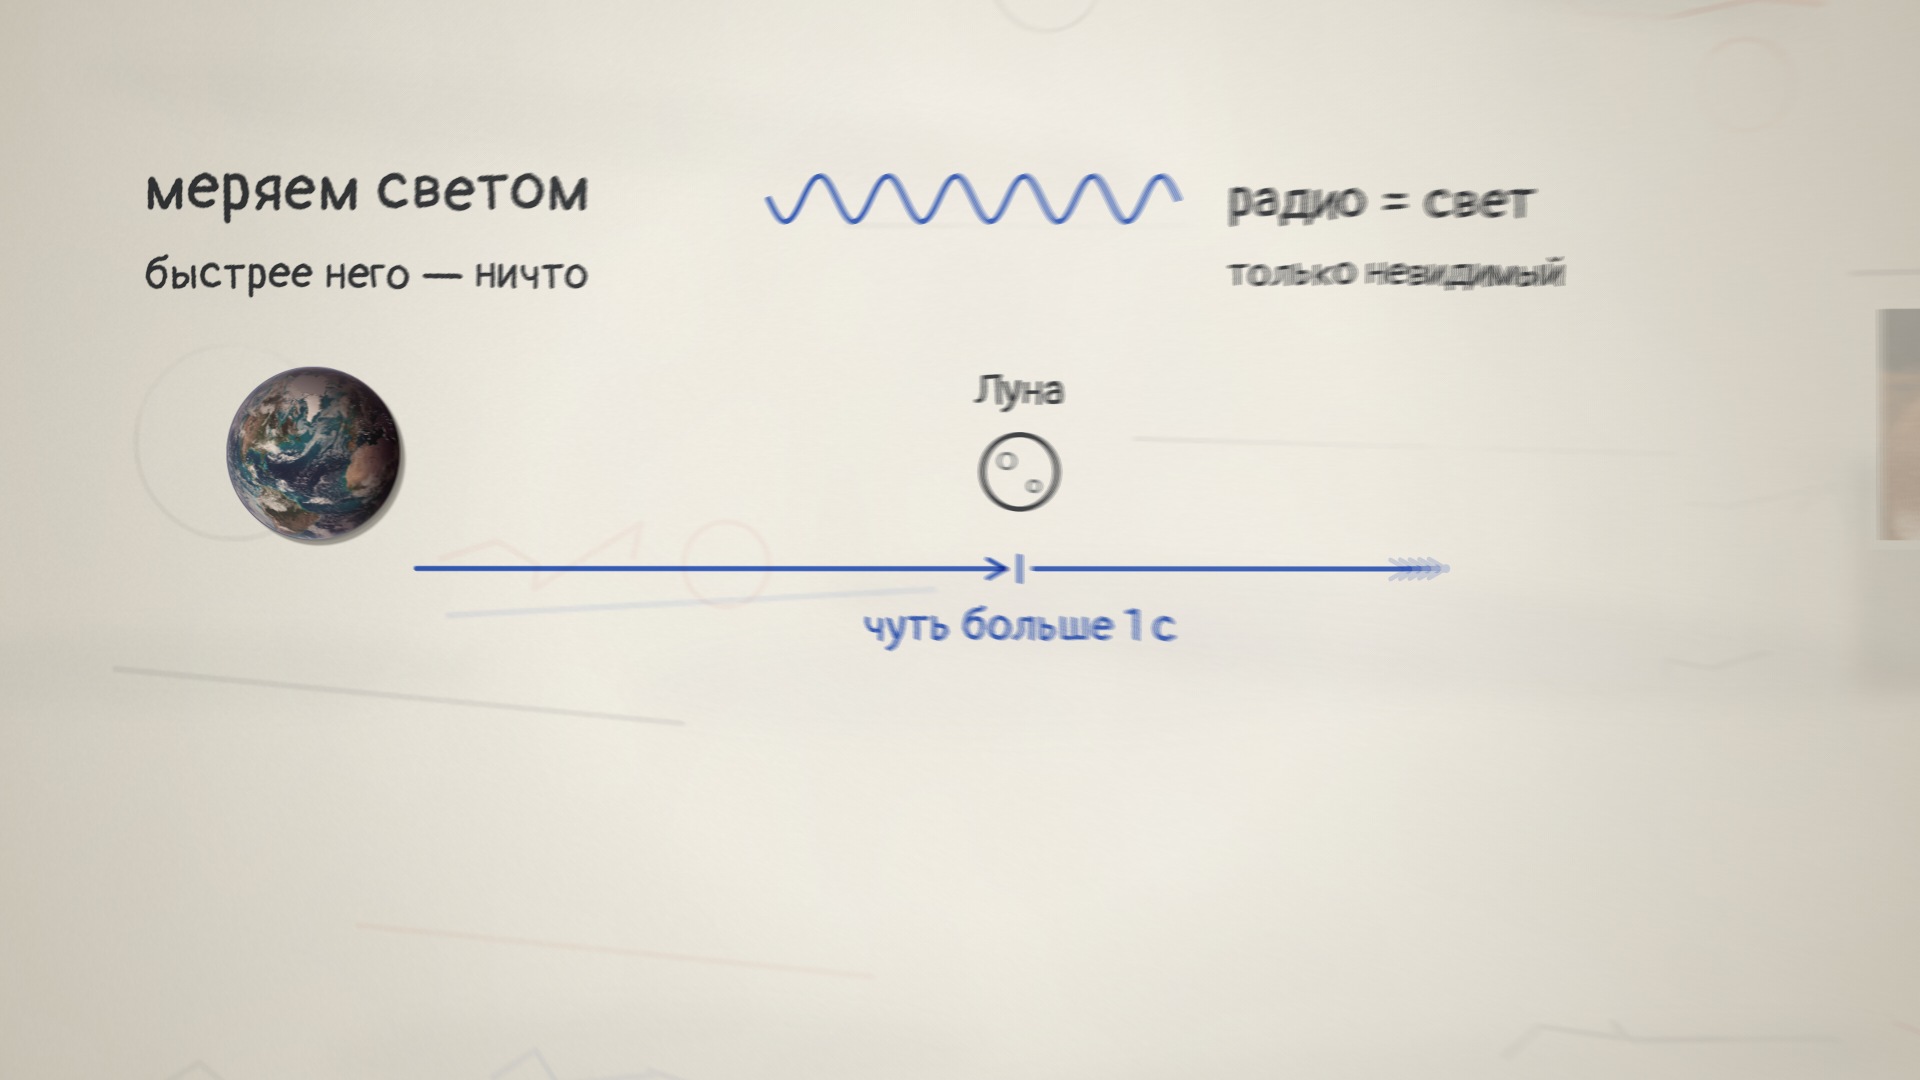 меряем светом
быстрее него — ничто
радио = свет
только невидимый
Луна
чуть больше 1 с